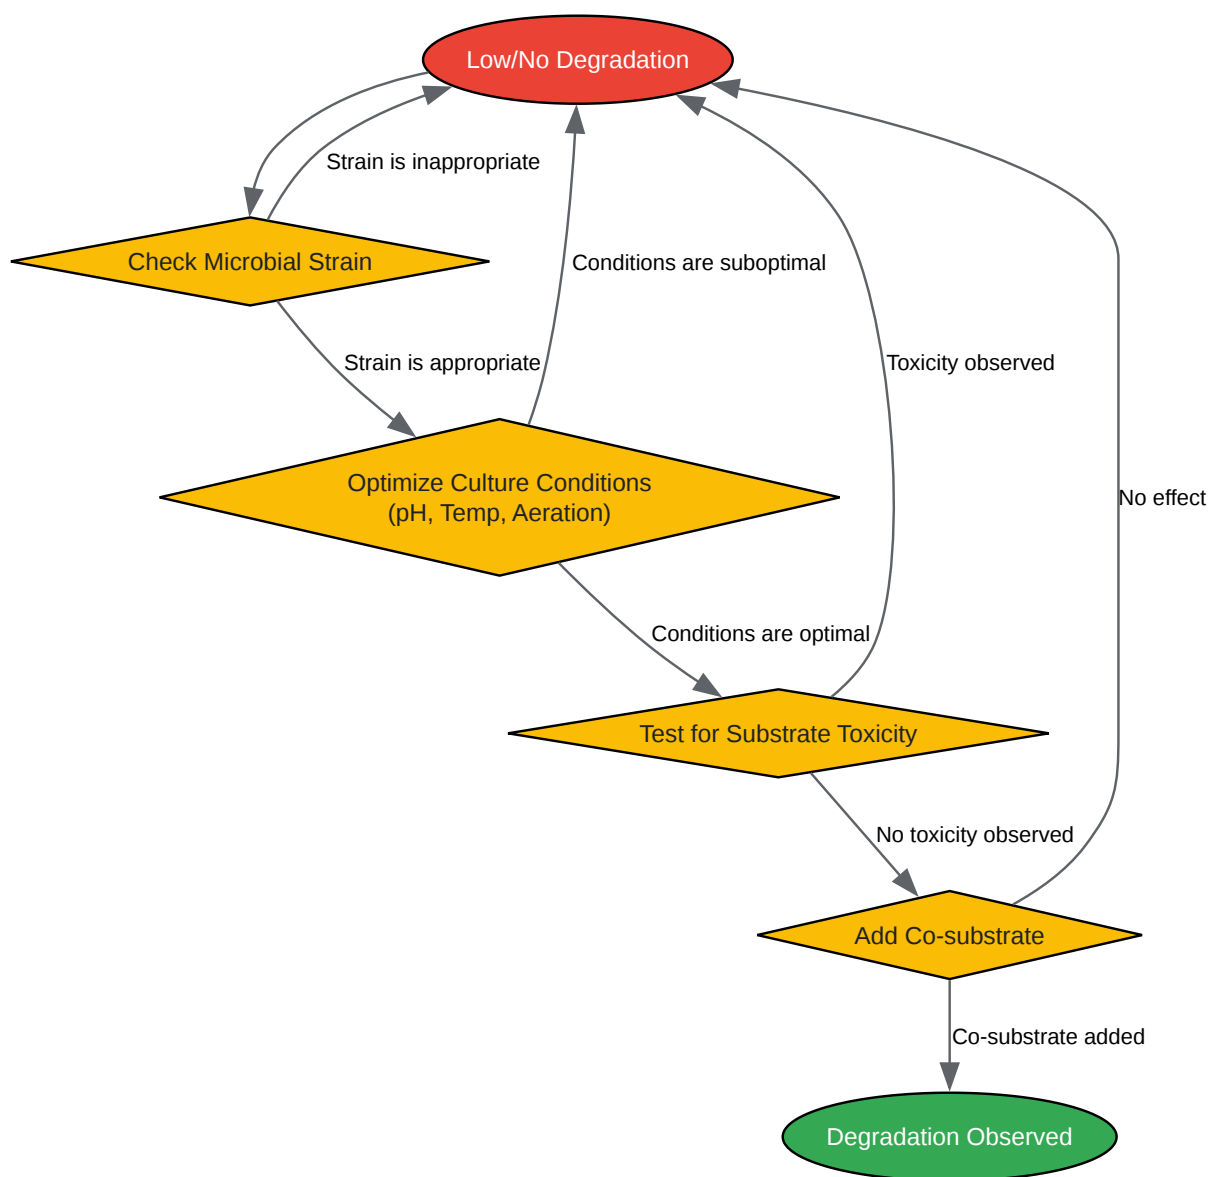 Low/No Degradation
Strain is inappropriate
Check Microbial Strain
Conditions are suboptimal
Strain is appropriate
Toxicity observed
Optimize Culture Conditions
(pH, Temp, Aeration)
No effect
Conditions are optimal
Test for Substrate Toxicity
No toxicity observed
Add Co-substrate
Co-substrate added
Degradation Observed